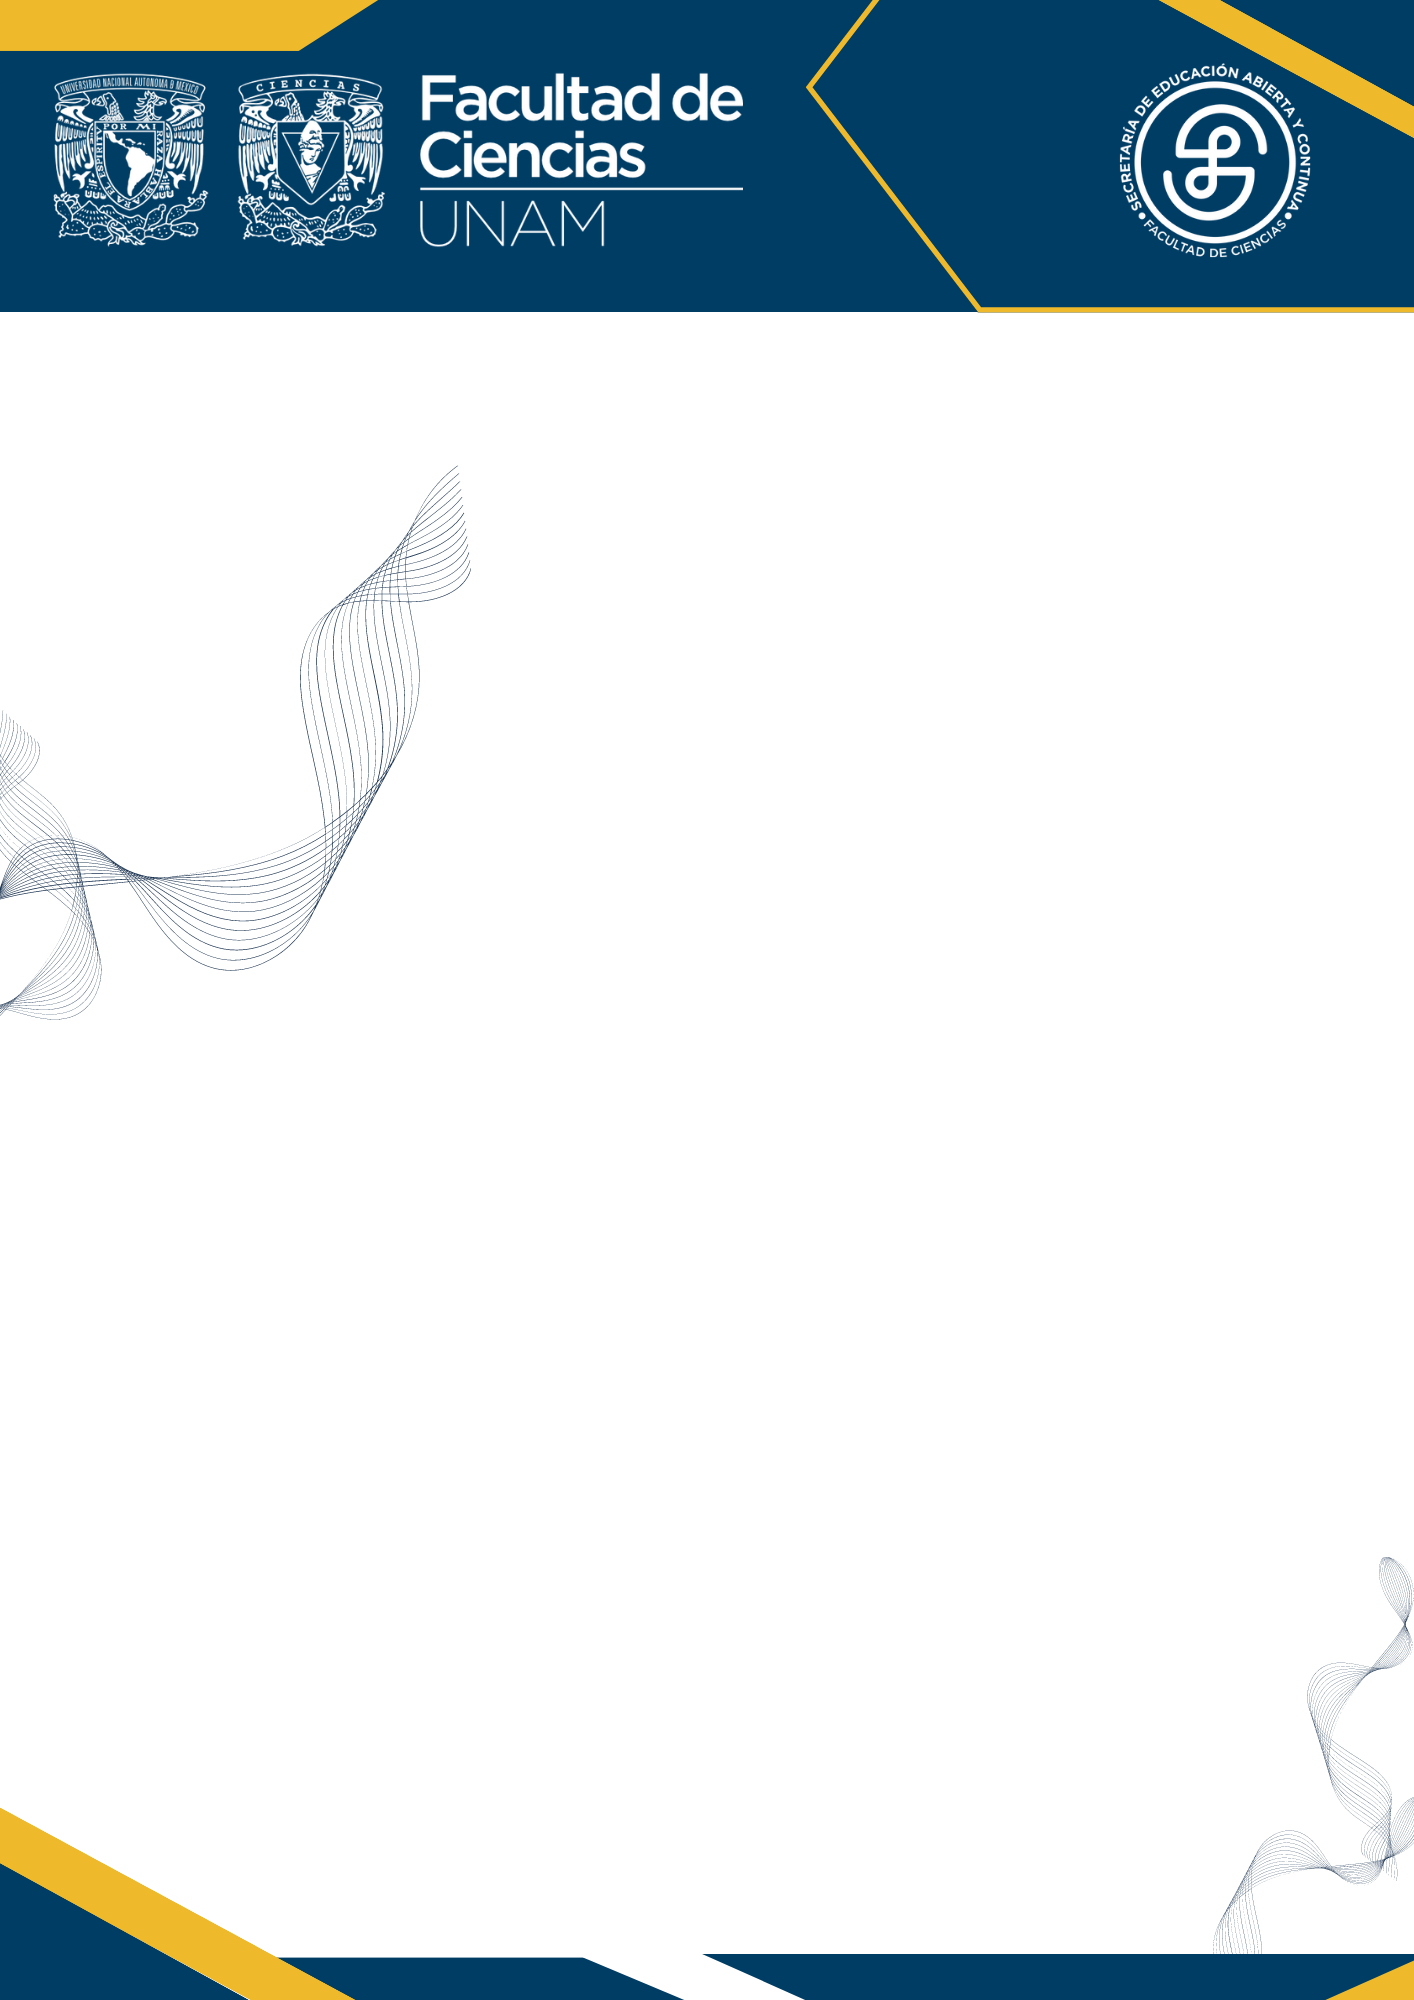 UNIVERSIDAD NACIONAL AUTONOMA D MEXICO
POR MI RAZA HABLARA EL ESPIRITU
CIENCIAS
Facultad de
Ciencias
UNAM
SECRETARÍA DE EDUCACIÓN ABIERTA Y CONTINUA
FACULTAD DE CIENCIAS